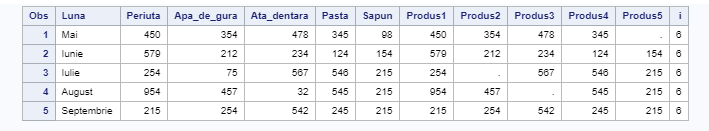 Obs Luna Periuta Apa_de_gura Ata_dentara Pasta Sapun Produs1 Produs2 Produs3 Produs4 Produs5 i
1 Mai 450 354 478 345 98 450 354 478 345 . 6
2 Iunie 579 212 234 124 154 579 212 234 124 154 6
3 Iulie 254 75 567 546 215 254 . 567 546 215 6
4 August 954 457 32 545 215 954 457 . 545 215 6
5 Septembrie 215 254 542 245 215 215 254 542 245 215 6